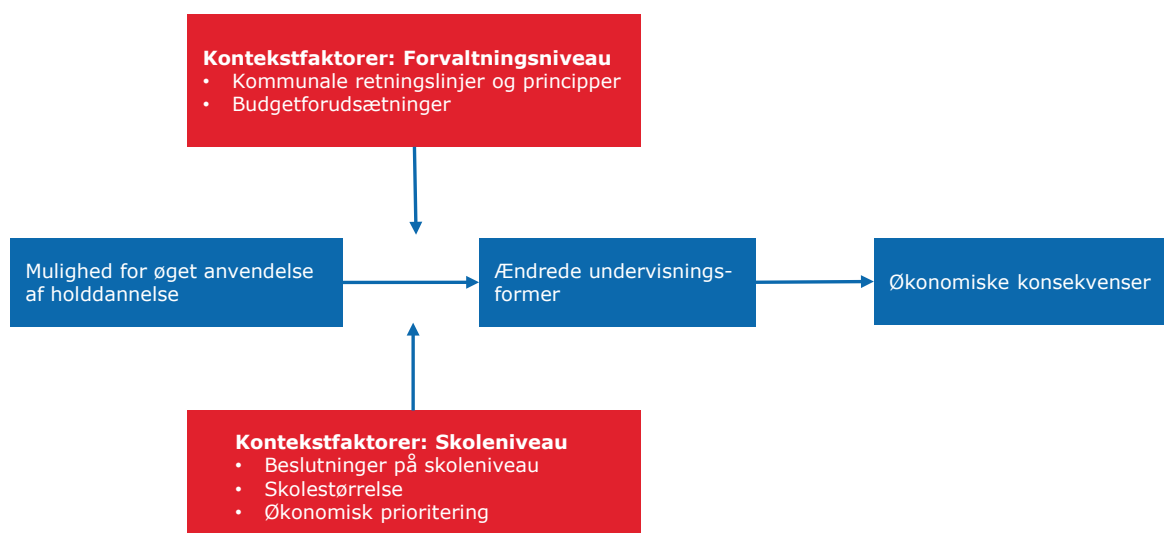 Kontekstfaktorer: Forvaltningsniveau
• Kommunale retningslinjer og principper
• Budgetforudsætninger
Mulighed for øget anvendelse
af holddannelse
Ændrede undervisnings-
former
Økonomiske konsekvenser
Kontekstfaktorer: Skoleniveau
• Beslutninger på skoleniveau
• Skolestørrelse
• Økonomisk prioritering